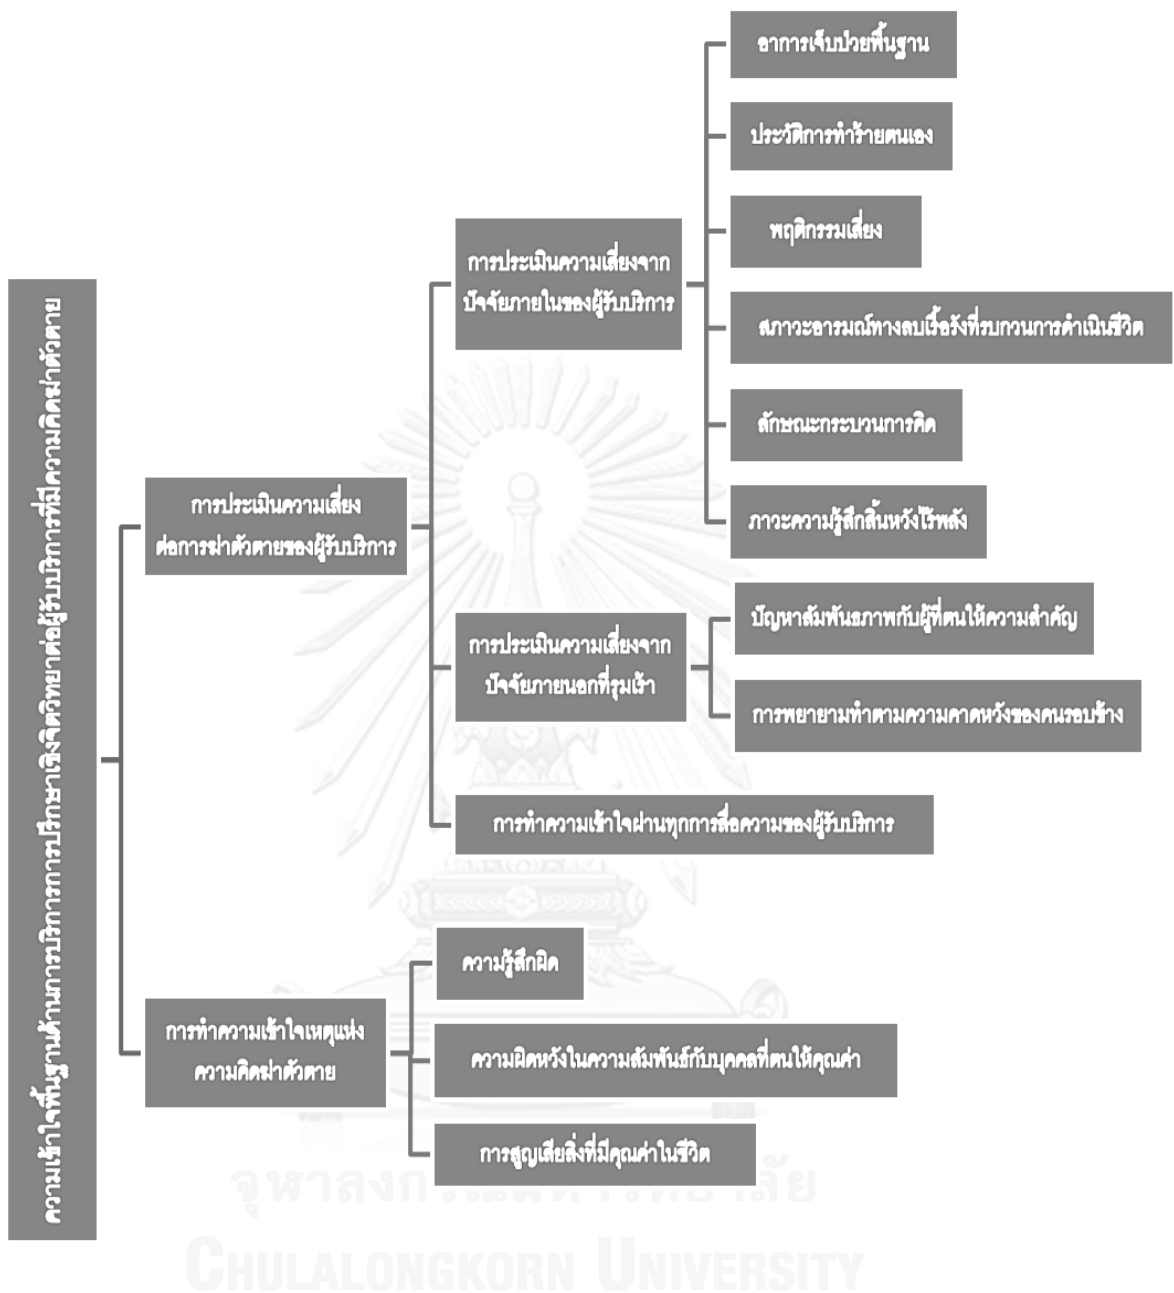 ความเข้าใจพื้นฐานด้านการบริการการปรึกษาเชิงจิตวิทยาต่อผู้รับบริการที่มีความคิดฆ่าตัวตาย
การประเมินความเสี่ยง
ต่อการฆ่าตัวตายของผู้รับบริการ
การประเมินความเสี่ยงจาก
ปัจจัยภายในของผู้รับบริการ
อาการเจ็บป่วยพื้นฐาน
ประวัติการทำร้ายตนเอง
พฤติกรรมเสี่ยง
สภาวะอารมณ์ทางลบเรื้อรังที่รบกวนการดำเนินชีวิต
ลักษณะกระบวนการคิด
ภาวะความรู้สึกสิ้นหวังไร้พลัง
การประเมินความเสี่ยงจาก
ปัจจัยภายนอกที่รุมเร้า
ปัญหาสัมพันธภาพกับผู้ที่ตนให้ความสำคัญ
การพยายามทำตามความคาดหวังของคนรอบข้าง
การทำความเข้าใจผ่านทุกการสื่อความของผู้รับบริการ
การทำความเข้าใจเหตุแห่ง
ความคิดฆ่าตัวตาย
ความรู้สึกผิด
ความผิดหวังในความสัมพันธ์กับบุคคลที่ตนให้คุณค่า
การสูญเสียสิ่งที่มีคุณค่าในชีวิต
จุฬาลงกรณ์มหาวิทยาลัย
CHULALONGKORN UNIVERSITY